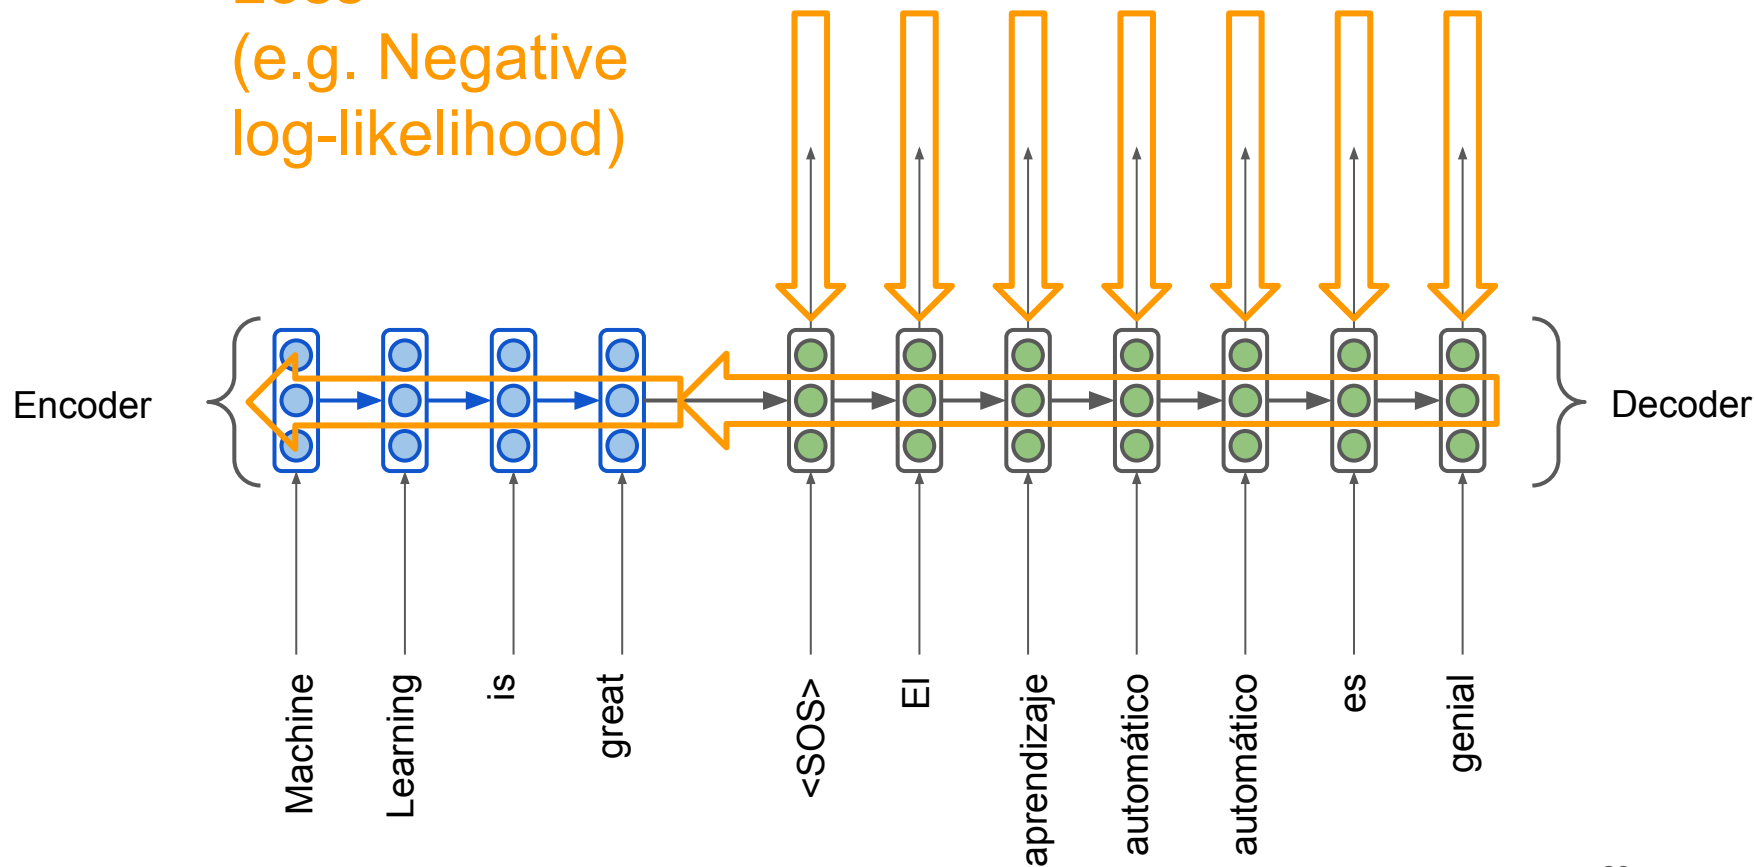 (e.g. Negative
log-likelihood)
Encoder
Decoder
Machine
Learning
is
great
<SOS>
El
aprendizaje
automático
automático
es
genial